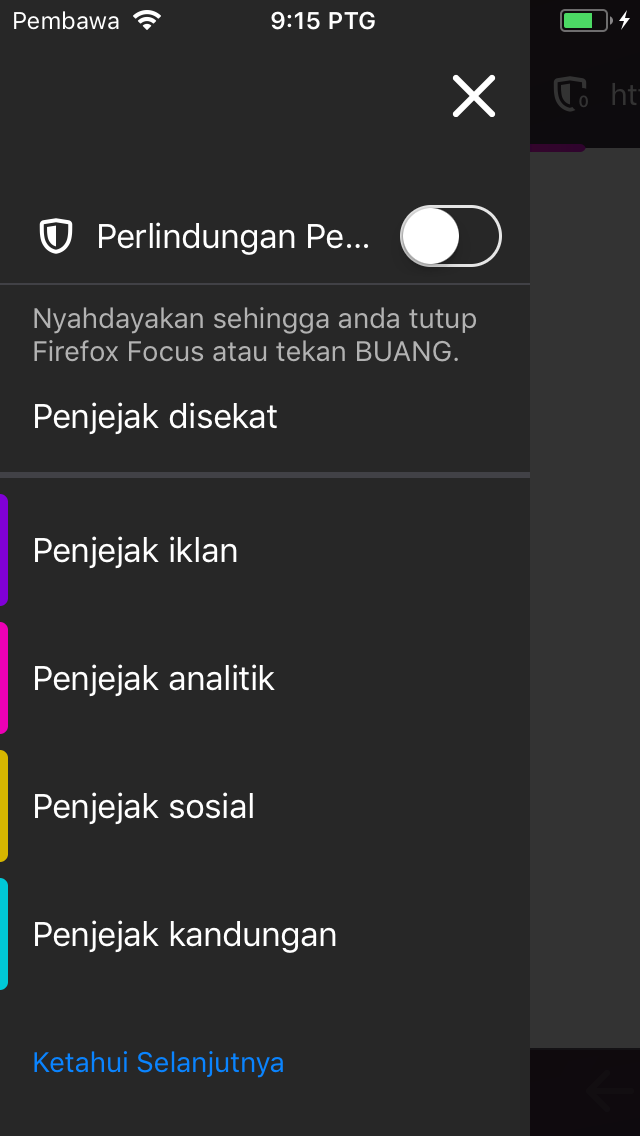 Pembawa 9:15 PTG
0 htt
Perlindungan Pe...
Nyahdayakan sehingga anda tutup
Firefox Focus atau tekan BUANG.
Penjejak disekat
Penjejak iklan
Penjejak analitik
Penjejak sosial
Penjejak kandungan
Ketahui Selanjutnya